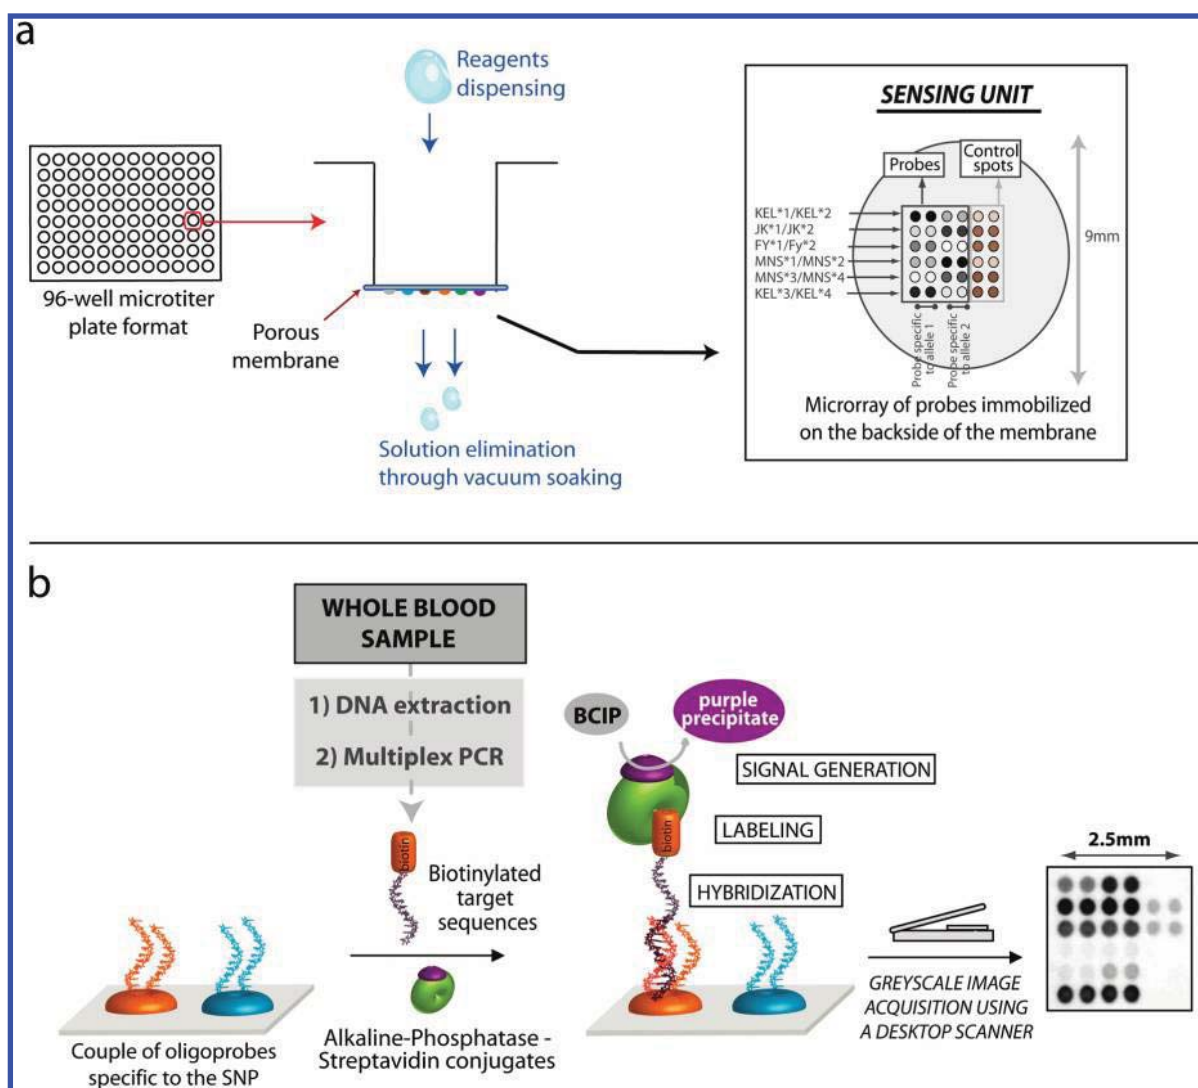 a
Reagents
dispensing
96-well microtiter
plate format
Porous
membrane
Solution elimination
through vacuum soaking
SENSING UNIT
Probes
Control
spots
KEL*1/KEL*2
JK*1/JK*2
FY*1/Fy*2
MNS*1/MNS*2
MNS*3/MNS*4
KEL*3/KEL*4
9mm
Probe specific
to allele 1
Probe specific
to allele 2
Microrray of probes immobilized
on the backside of the membrane
b
WHOLE BLOOD
SAMPLE
1) DNA extraction
2) Multiplex PCR
biotin
Biotinylated
target
sequences
Alkaline-Phosphatase -
Streptavidin conjugates
Couple of oligoprobes
specific to the SNP
BCIP
purple
precipitate
SIGNAL GENERATION
biotin
LABELING
HYBRIDIZATION
GREYSCALE IMAGE
ACQUISITION USING
A DESKTOP SCANNER
2.5mm